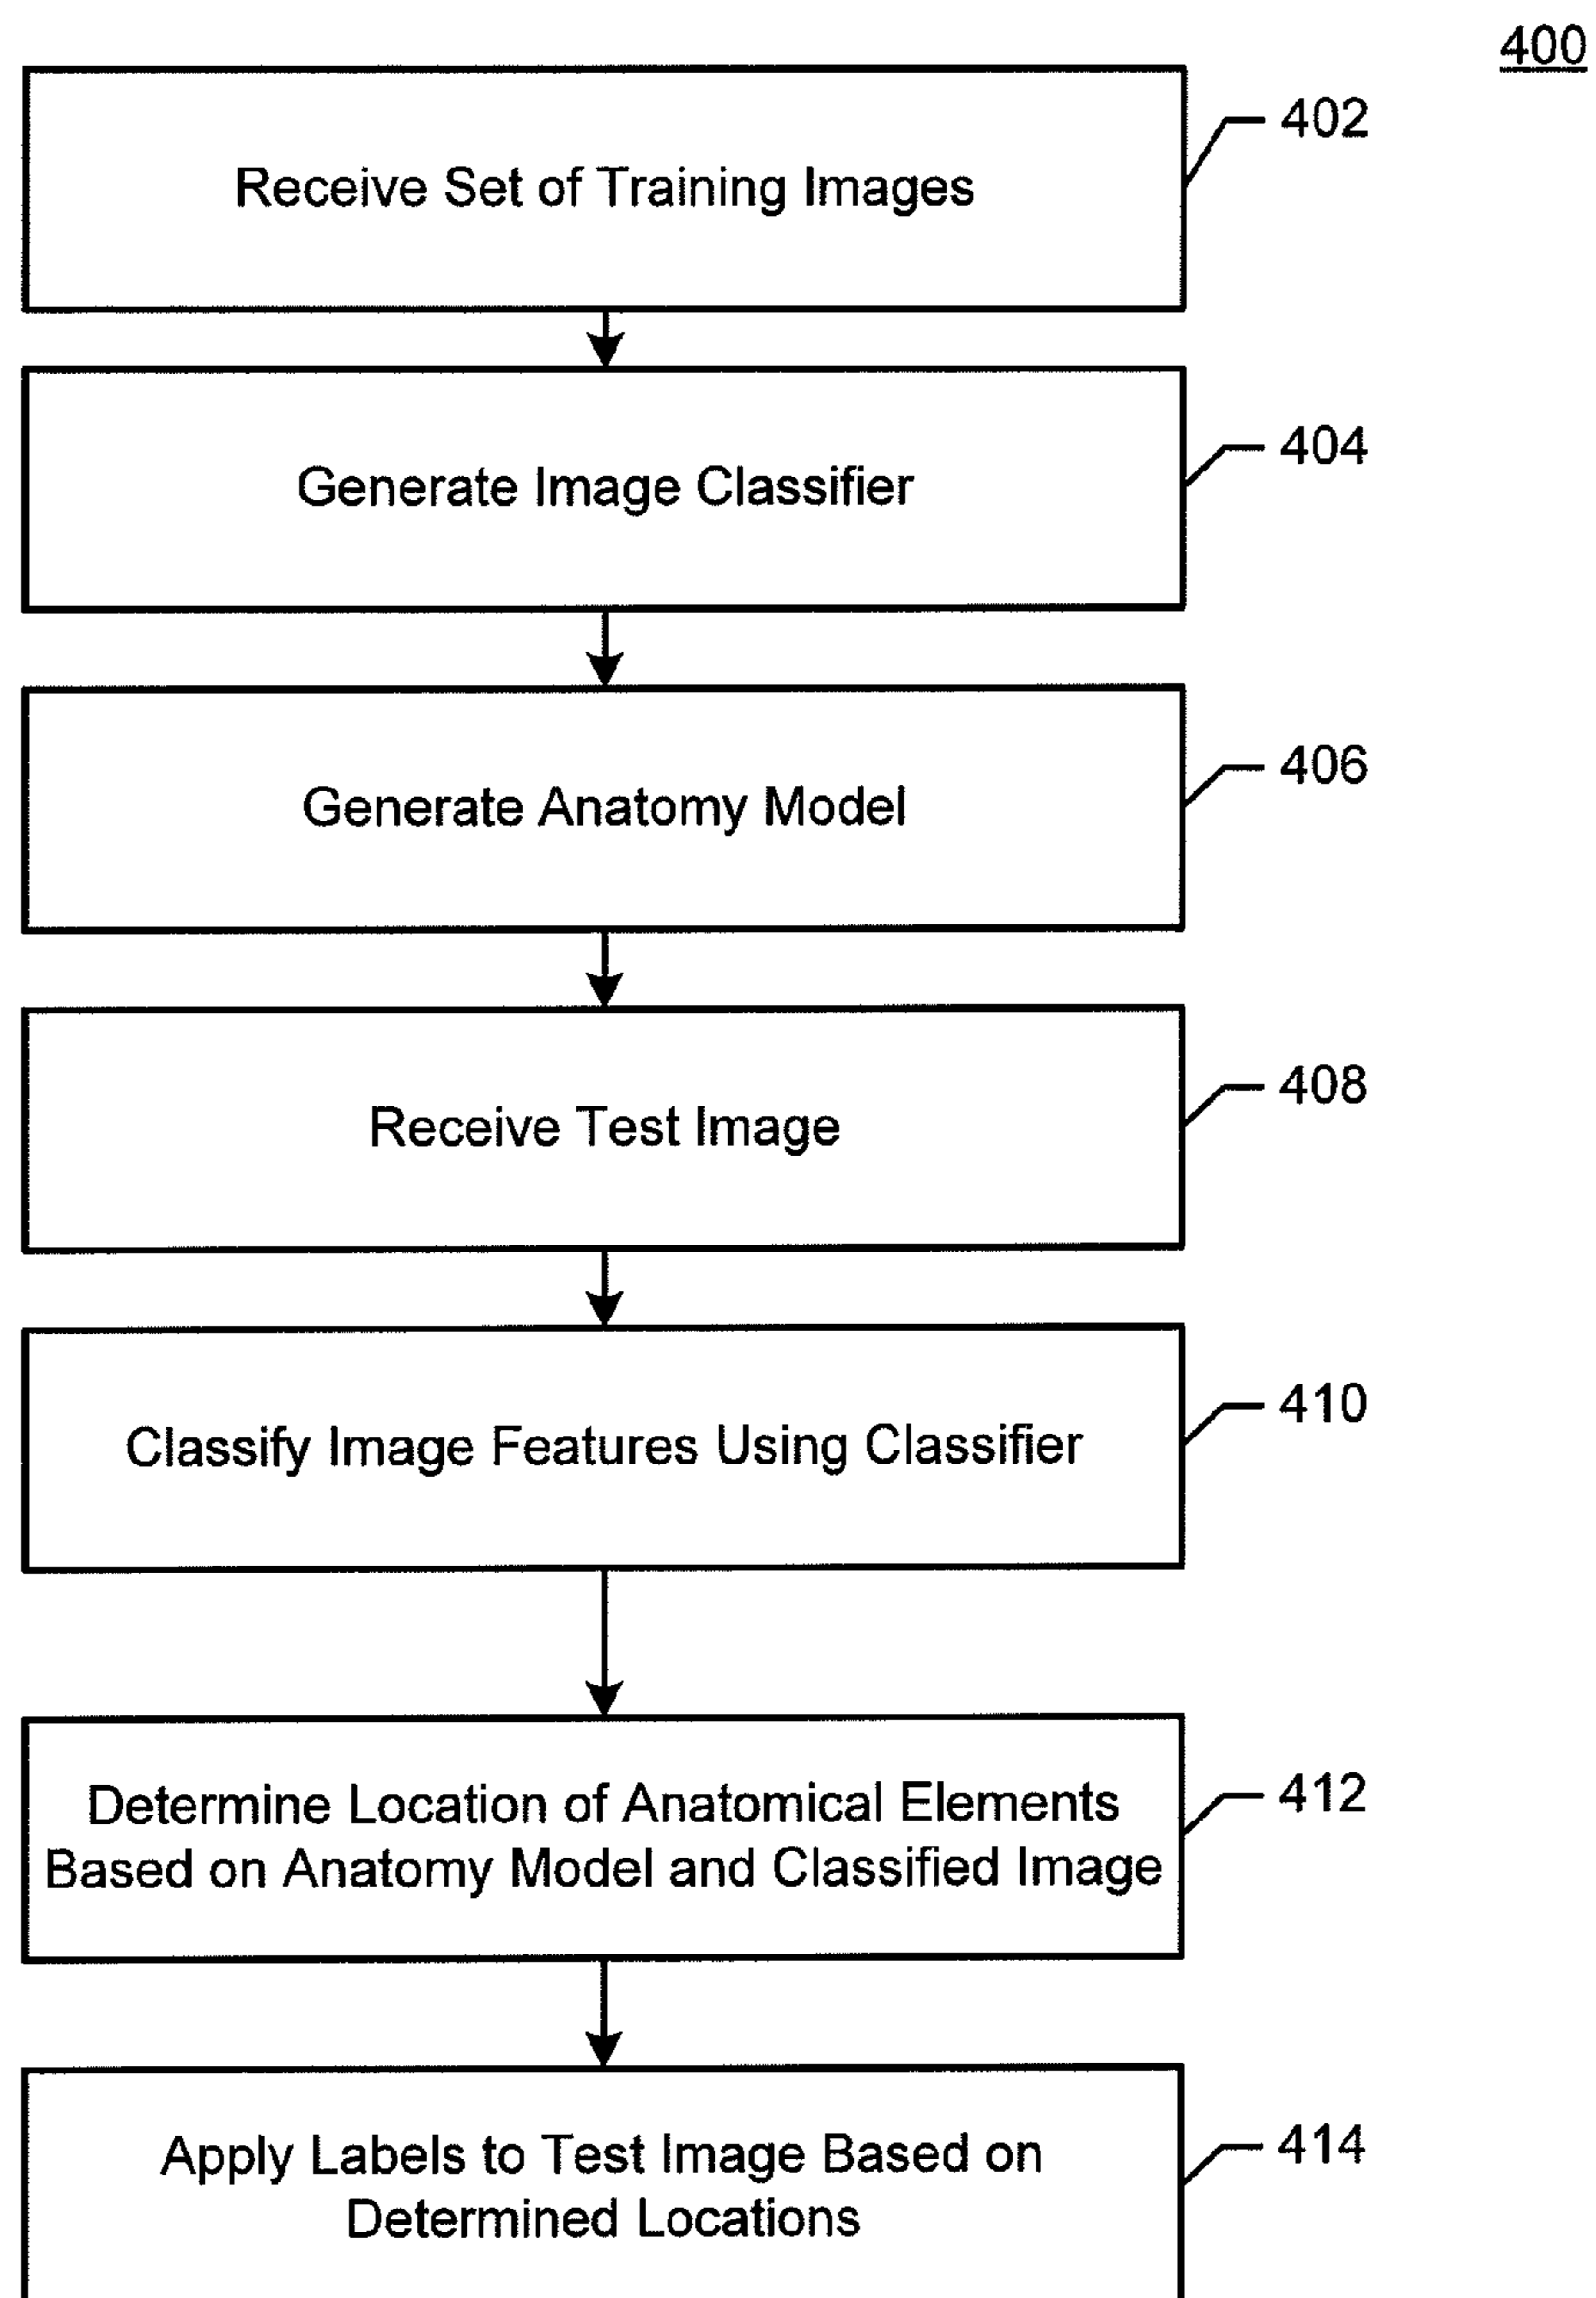 400
Receive Set of Training Images
402
Generate Image Classifier
404
Generate Anatomy Model
406
Receive Test Image
408
Classify Image Features Using Classifier
410
Determine Location of Anatomical Elements
Based on Anatomy Model and Classified Image
412
Apply Labels to Test Image Based on
Determined Locations
414